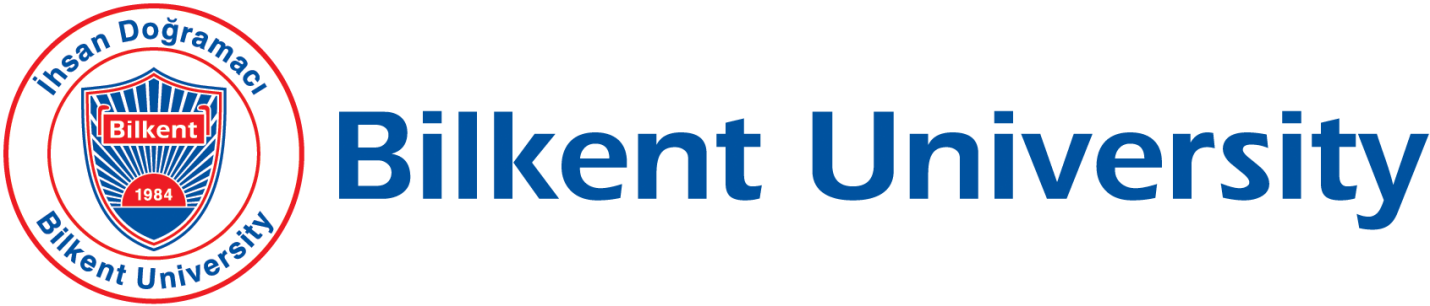 İhsan Doğramacı
Bilkent
1984
Bilkent University
Bilkent University